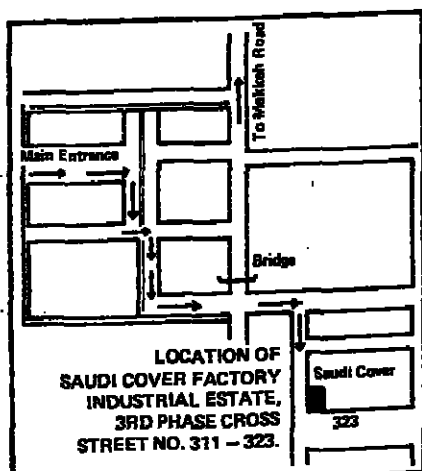 To Makkah Road
Main Entrance
Bridge
LOCATION OF
SAUDI COVER FACTORY
INDUSTRIAL ESTATE,
3RD PHASE CROSS
STREET NO. 311 – 323.
Saudi Cover
323